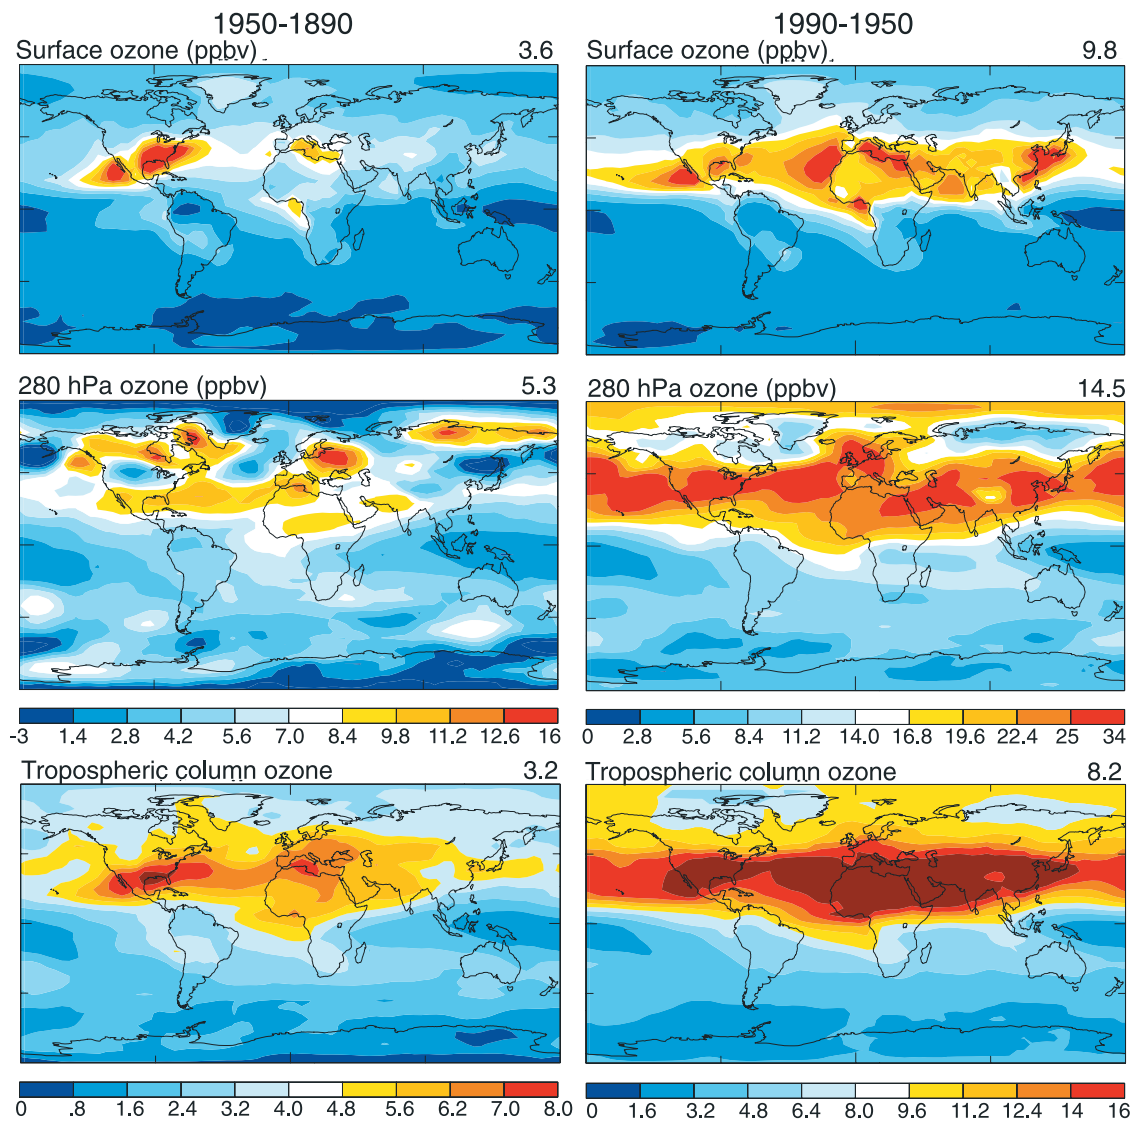 1950-1890
1990-1950
Surface ozone (ppbv) 3.6
Surface ozone (ppbv) 9.8
280 hPa ozone (ppbv) 5.3
280 hPa ozone (ppbv) 14.5
-3 1.4 2.8 4.2 5.6 7.0 8.4 9.8 11.2 12.6 16
0 2.8 5.6 8.4 11.2 14.0 16.8 19.6 22.4 25 34
Tropospheric column ozone 3.2
Tropospheric column ozone 8.2
0 .8 1.6 2.4 3.2 4.0 4.8 5.6 6.2 7.0 8.0
0 1.6 3.2 4.8 6.4 8.0 9.6 11.2 12.4 14 16